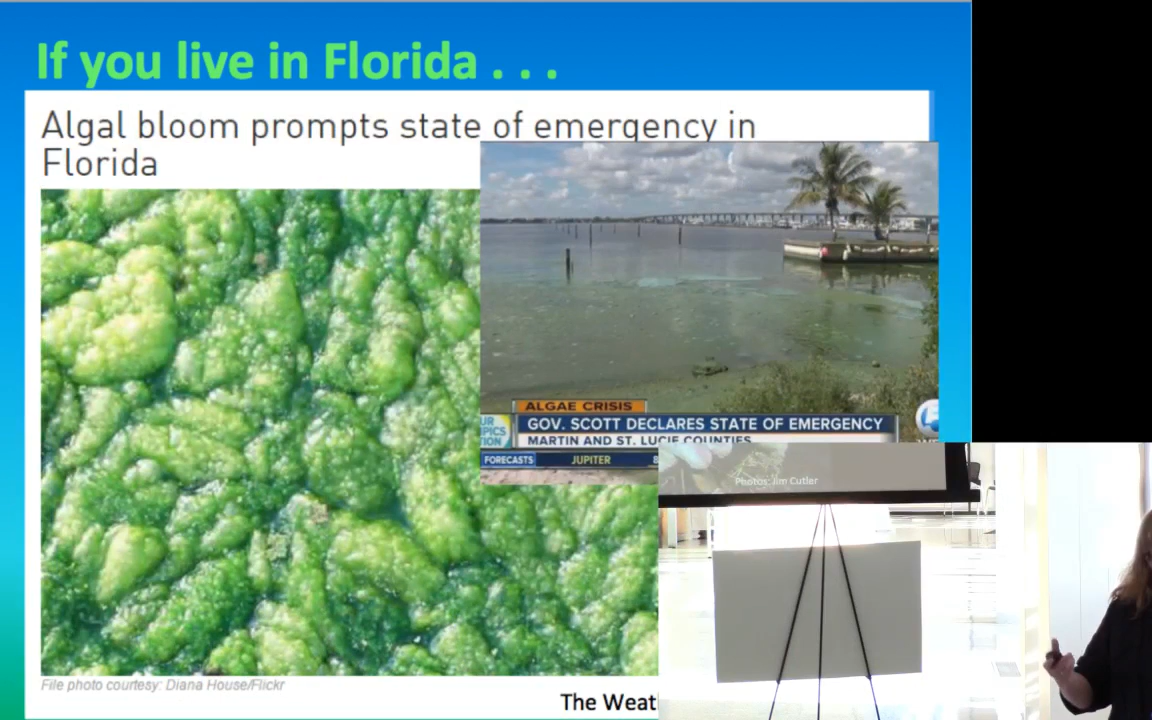 If you live in Florida . . .
Algal bloom prompts state of emergency in
Florida
ALGAE CRISIS
GOV. SCOTT DECLARES STATE OF EMERGENCY
MARTIN AND ST. LUCIE COUNTIES
FORECASTS JUPITER 8
File photo courtesy: Diana House/Flickr
The Weat
Photos: Jim Cutler